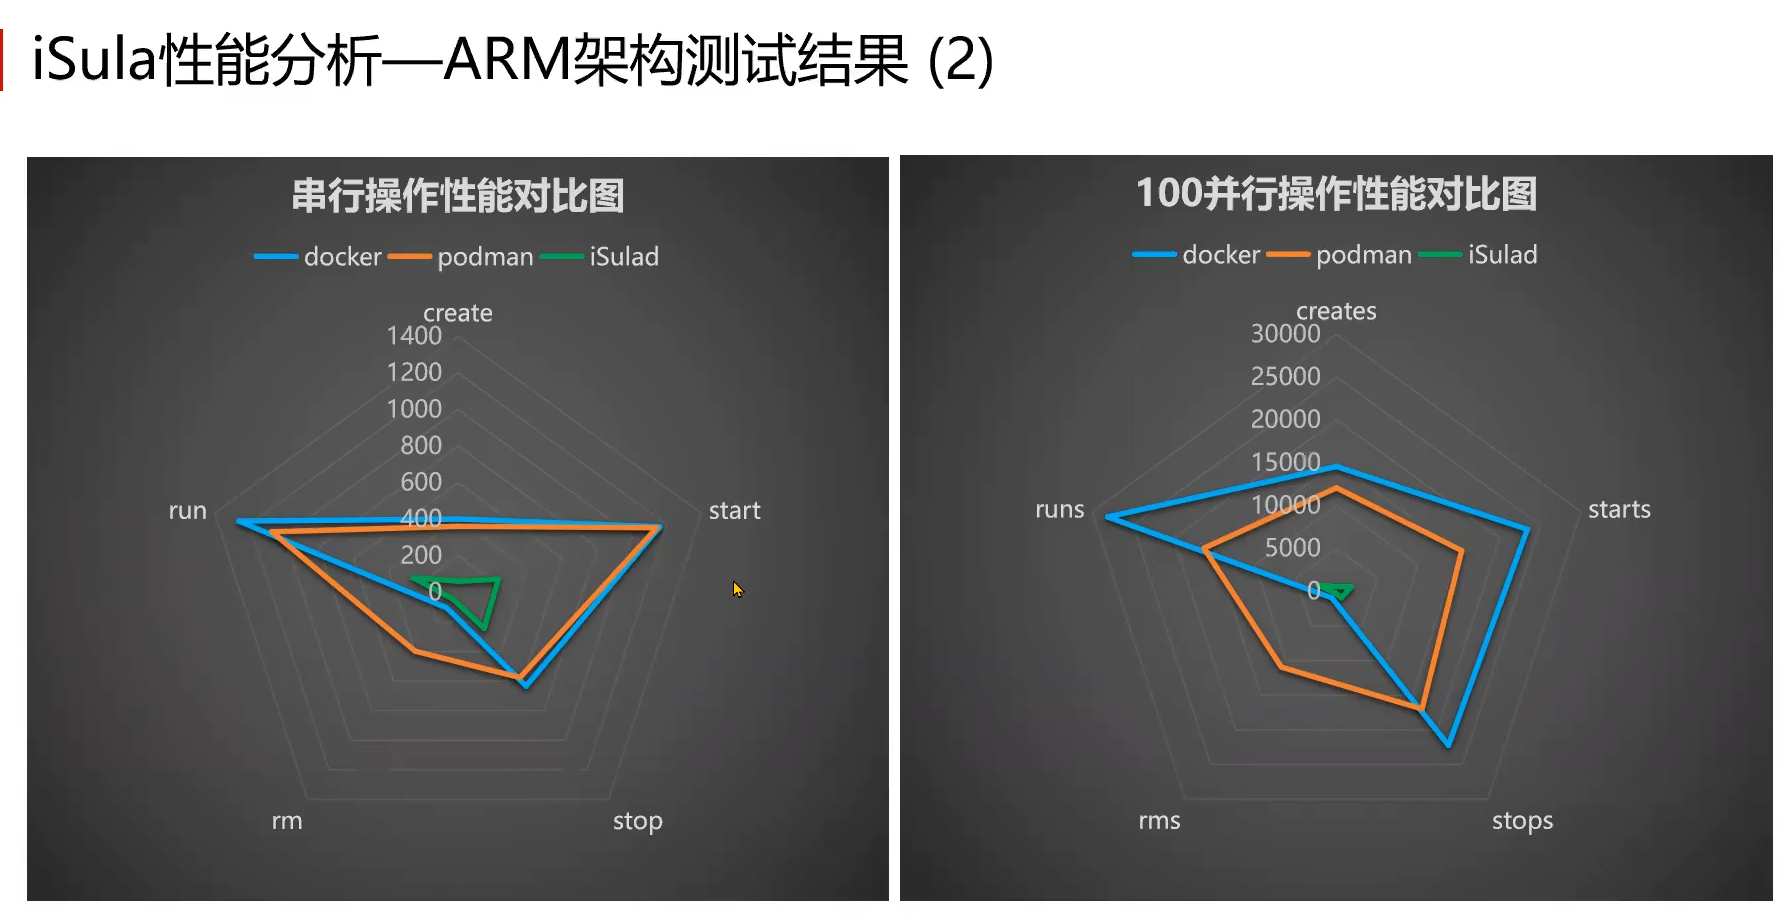 iSula性能分析—ARM架构测试结果 (2)
串行操作性能对比图
docker podman iSulad
create
1400
1200
1000
800
600
400
200
0
run
start
rm
stop
100并行操作性能对比图
docker podman iSulad
creates
30000
25000
20000
15000
10000
5000
0
runs
starts
rms
stops